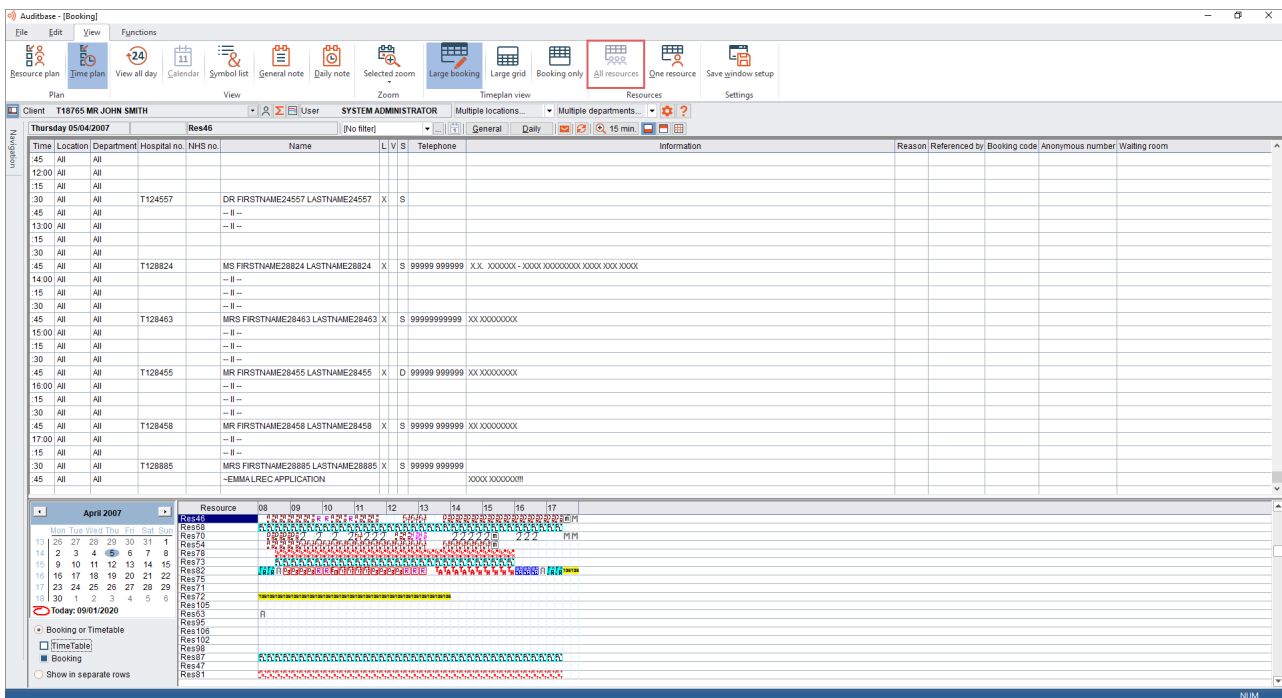 Auditbase - [Booking]
File Edit View Functions
Resource plan Time plan View all day Calendar Symbol list General note Daily note Selected zoom Large booking Large grid Booking only All resources One resource Save window setup
Plan View Zoom Timeplan view Resources Settings
Client T18765 MR JOHN SMITH User SYSTEM ADMINISTRATOR Multiple locations... Multiple departments...
Navigation
Thursday 05/04/2007 Res46 [No filter] General Daily 15 min.
Time Location Department Hospital no. NHS no. Name L V S Telephone Information Reason Referenced by Booking code Anonymous number Waiting room
:45 All All
12:00 All All
:15 All All
:30 All All T124557 DR FIRSTNAME24557 LASTNAME24557 X S
:45 All All -- II --
13:00 All All -- II --
:15 All All
:30 All All
:45 All All T128824 MS FIRSTNAME28824 LASTNAME28824 X S 99999 999999 X.X. XXXXXX - XXXX XXXXXXXX XXXX XXX XXXX
14:00 All All -- II --
:15 All All -- II --
:30 All All -- II --
:45 All All T128463 MRS FIRSTNAME28463 LASTNAME28463 X S 99999999999 XX XXXXXXXX
15:00 All All -- II --
:15 All All -- II --
:30 All All -- II --
:45 All All T128455 MR FIRSTNAME28455 LASTNAME28455 X D 99999 999999 XX XXXXXXXX
16:00 All All -- II --
:15 All All -- II --
:30 All All -- II --
:45 All All T128458 MR FIRSTNAME28458 LASTNAME28458 X S 99999 999999 XX XXXXXXXX
17:00 All All -- II --
:15 All All -- II --
:30 All All T128885 MRS FIRSTNAME28885 LASTNAME28885 X S 99999 999999
:45 All All ~EMMA LREC APPLICATION XXXX XXXXXX!!!
April 2007
Mon Tue Wed Thu Fri Sat Sun
13 26 27 28 29 30 31 1
14 2 3 4 5 6 7 8
15 9 10 11 12 13 14 15
16 16 17 18 19 20 21 22
17 23 24 25 26 27 28 29
18 30 1 2 3 4 5 6
Today: 09/01/2020
Booking or Timetable
TimeTable
Booking
Show in separate rows
Resource 08 09 10 11 12 13 14 15 16 17
Res46
Res68
Res70
Res54
Res78
Res73
Res82
Res75
Res71
Res72
Res105
Res63 A
Res95
Res106
Res102
Res98
Res87
Res47
Res81
NUM